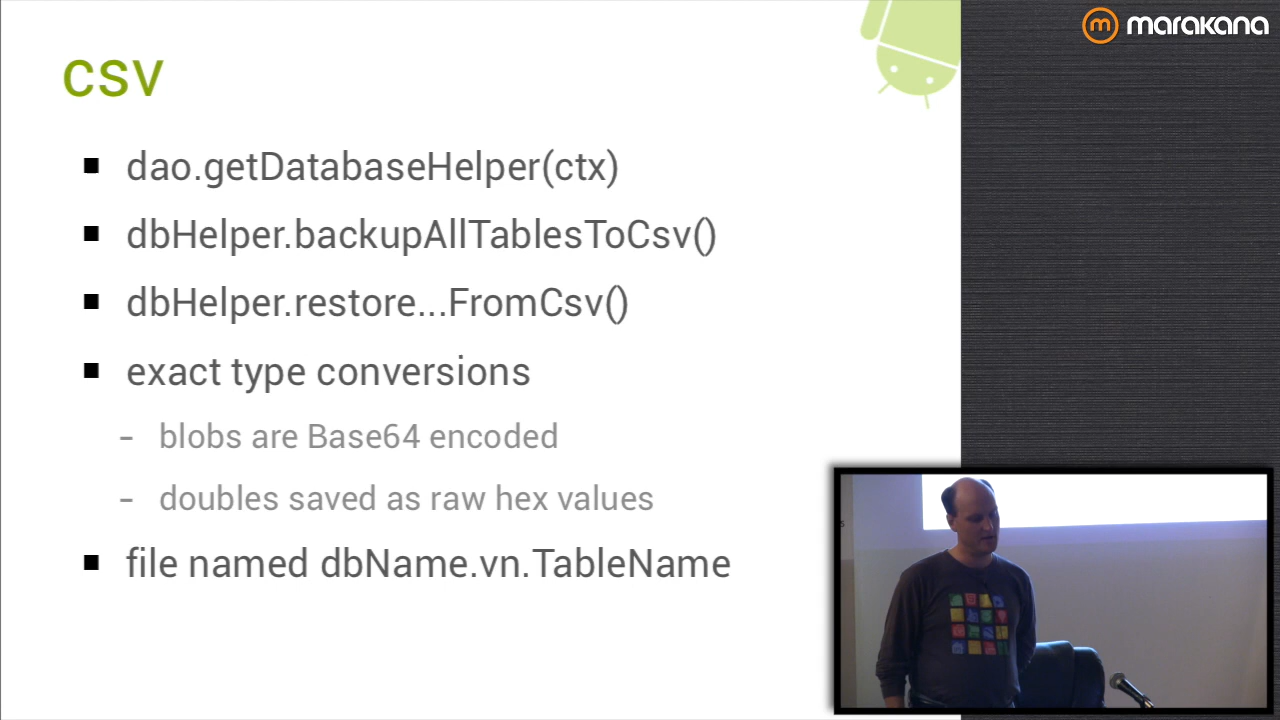 marakana
csv
dao.getDatabaseHelper(ctx)
dbHelper.backupAllTablesToCsv()
dbHelper.restore...FromCsv()
exact type conversions
- blobs are Base64 encoded
- doubles saved as raw hex values
file named dbName.vn.TableName